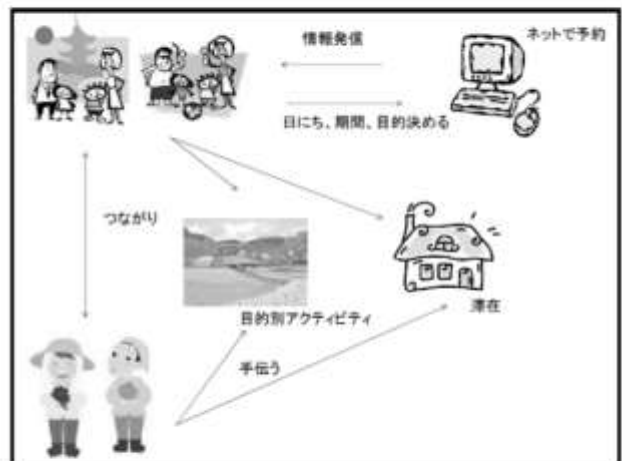 情報発信
ネットで予約
日にち、期間、目的決める
つながり
滞在
目的別アクティビティ
手伝う